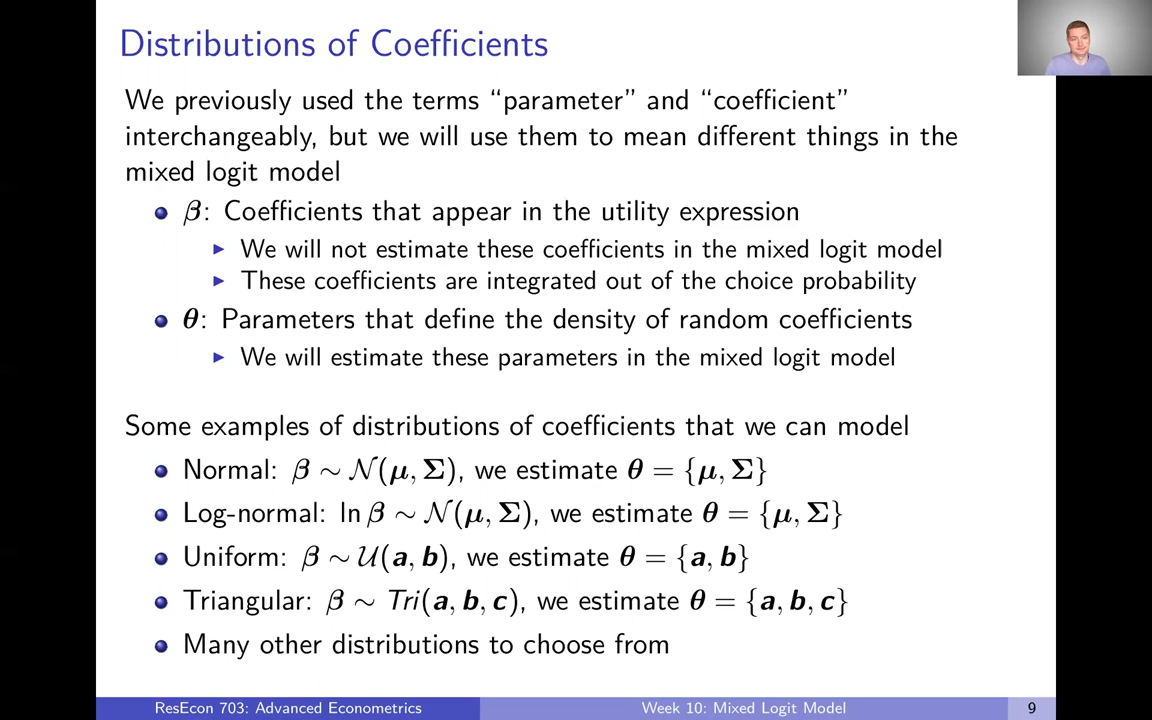 Distributions of Coefficients
We previously used the terms “parameter” and “coefficient”
interchangeably, but we will use them to mean different things in the
mixed logit model
β: Coefficients that appear in the utility expression
We will not estimate these coefficients in the mixed logit model
These coefficients are integrated out of the choice probability
θ: Parameters that define the density of random coefficients
We will estimate these parameters in the mixed logit model
Some examples of distributions of coefficients that we can model
Normal: β ∼ 𝒩(μ, Σ), we estimate θ = {μ, Σ}
Log-normal: ln β ∼ 𝒩(μ, Σ), we estimate θ = {μ, Σ}
Uniform: β ∼ 𝒰(a, b), we estimate θ = {a, b}
Triangular: β ∼ Tri(a, b, c), we estimate θ = {a, b, c}
Many other distributions to choose from
ResEcon 703: Advanced Econometrics Week 10: Mixed Logit Model 9